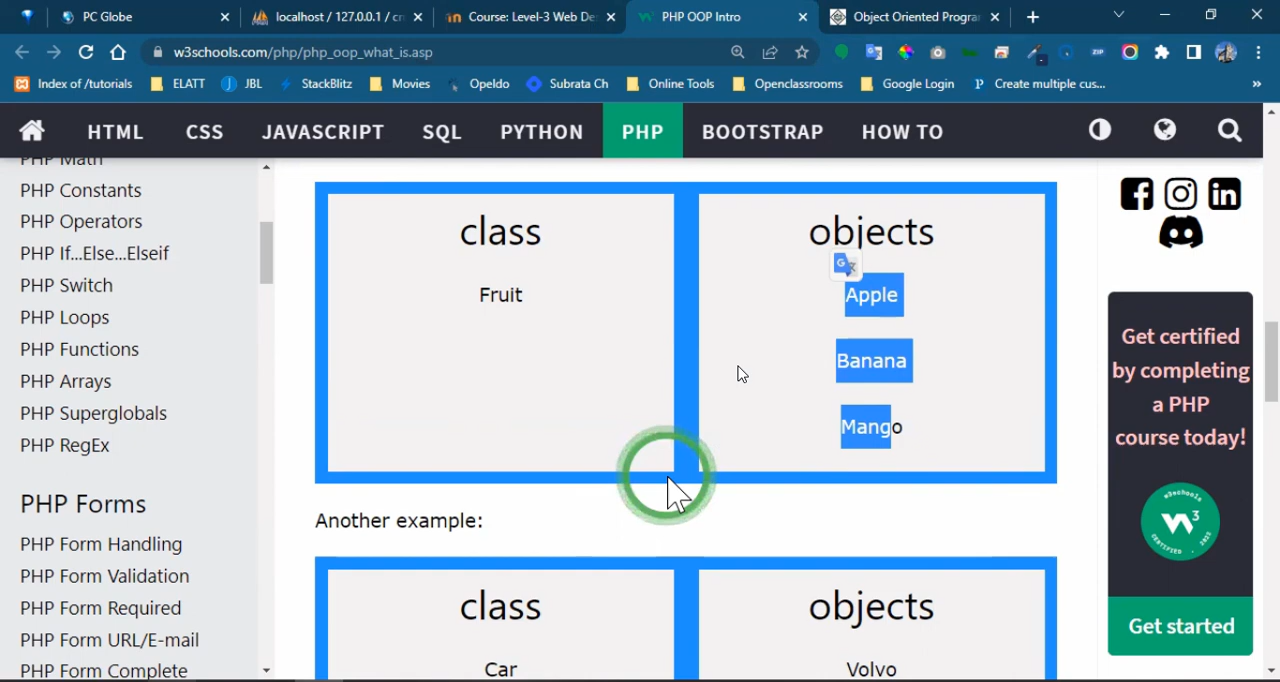 PC Globe
localhost / 127.0.0.1 / cr
Course: Level-3 Web De
PHP OOP Intro
Object Oriented Progra
w3schools.com/php/php_oop_what_is.asp
ZIP
Index of /tutorials
ELATT
JBL
StackBlitz
Movies
Opeldo
Subrata Ch
Online Tools
Openclassrooms
Google Login
Create multiple cus...
HTML
CSS
JAVASCRIPT
SQL
PYTHON
PHP
BOOTSTRAP
HOW TO
PHP Math
PHP Constants
PHP Operators
PHP If...Else...Elseif
PHP Switch
PHP Loops
PHP Functions
PHP Arrays
PHP Superglobals
PHP RegEx
PHP Forms
PHP Form Handling
PHP Form Validation
PHP Form Required
PHP Form URL/E-mail
PHP Form Complete
class
Fruit
objects
Apple
Banana
Mango
Another example:
class
Car
objects
Volvo
Get certified
by completing
a PHP
course today!
w3schools
CERTIFIED
Get started